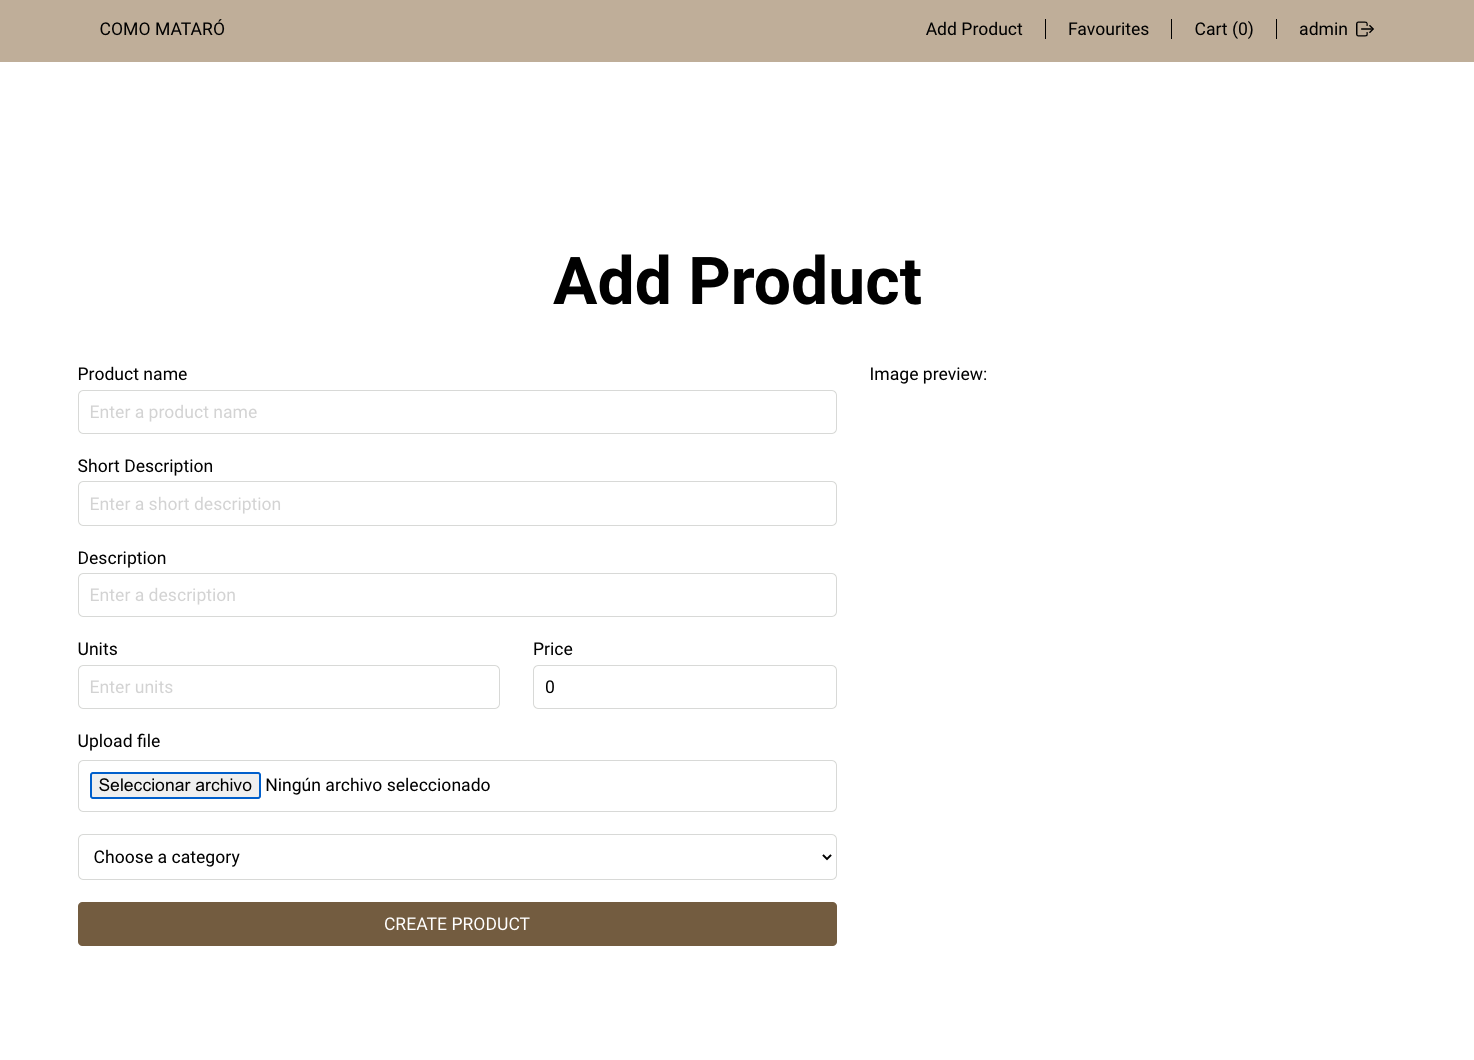 COMO MATARÓ
Add Product
Favourites
Cart (0)
admin
Add Product
Product name
Enter a product name
Short Description
Enter a short description
Description
Enter a description
Units
Enter units
Price
0
Upload file
Seleccionar archivo Ningún archivo seleccionado
Choose a category
CREATE PRODUCT
Image preview: